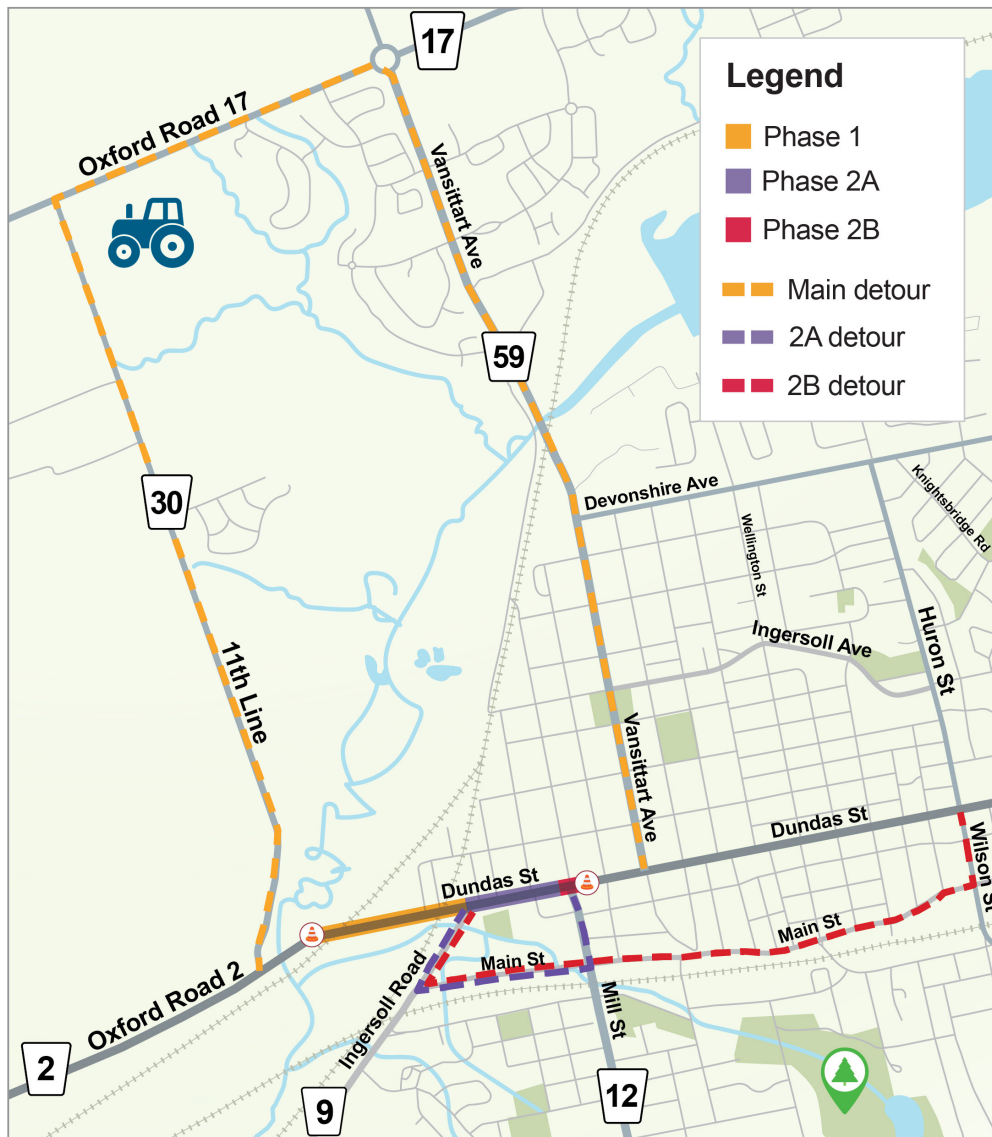 17
Oxford Road 17
Legend
Phase 1
Phase 2A
Phase 2B
Main detour
2A detour
2B detour
Vansittart Ave
59
30
Devonshire Ave
Knightsbridge Rd
Wellington St
Ingersoll Ave
Huron St
11th Line
Vansittart Ave
Dundas St
Dundas St
Wilson St
Main St
Main St
Oxford Road 2
Ingersoll Road
Mill St
2
9
12